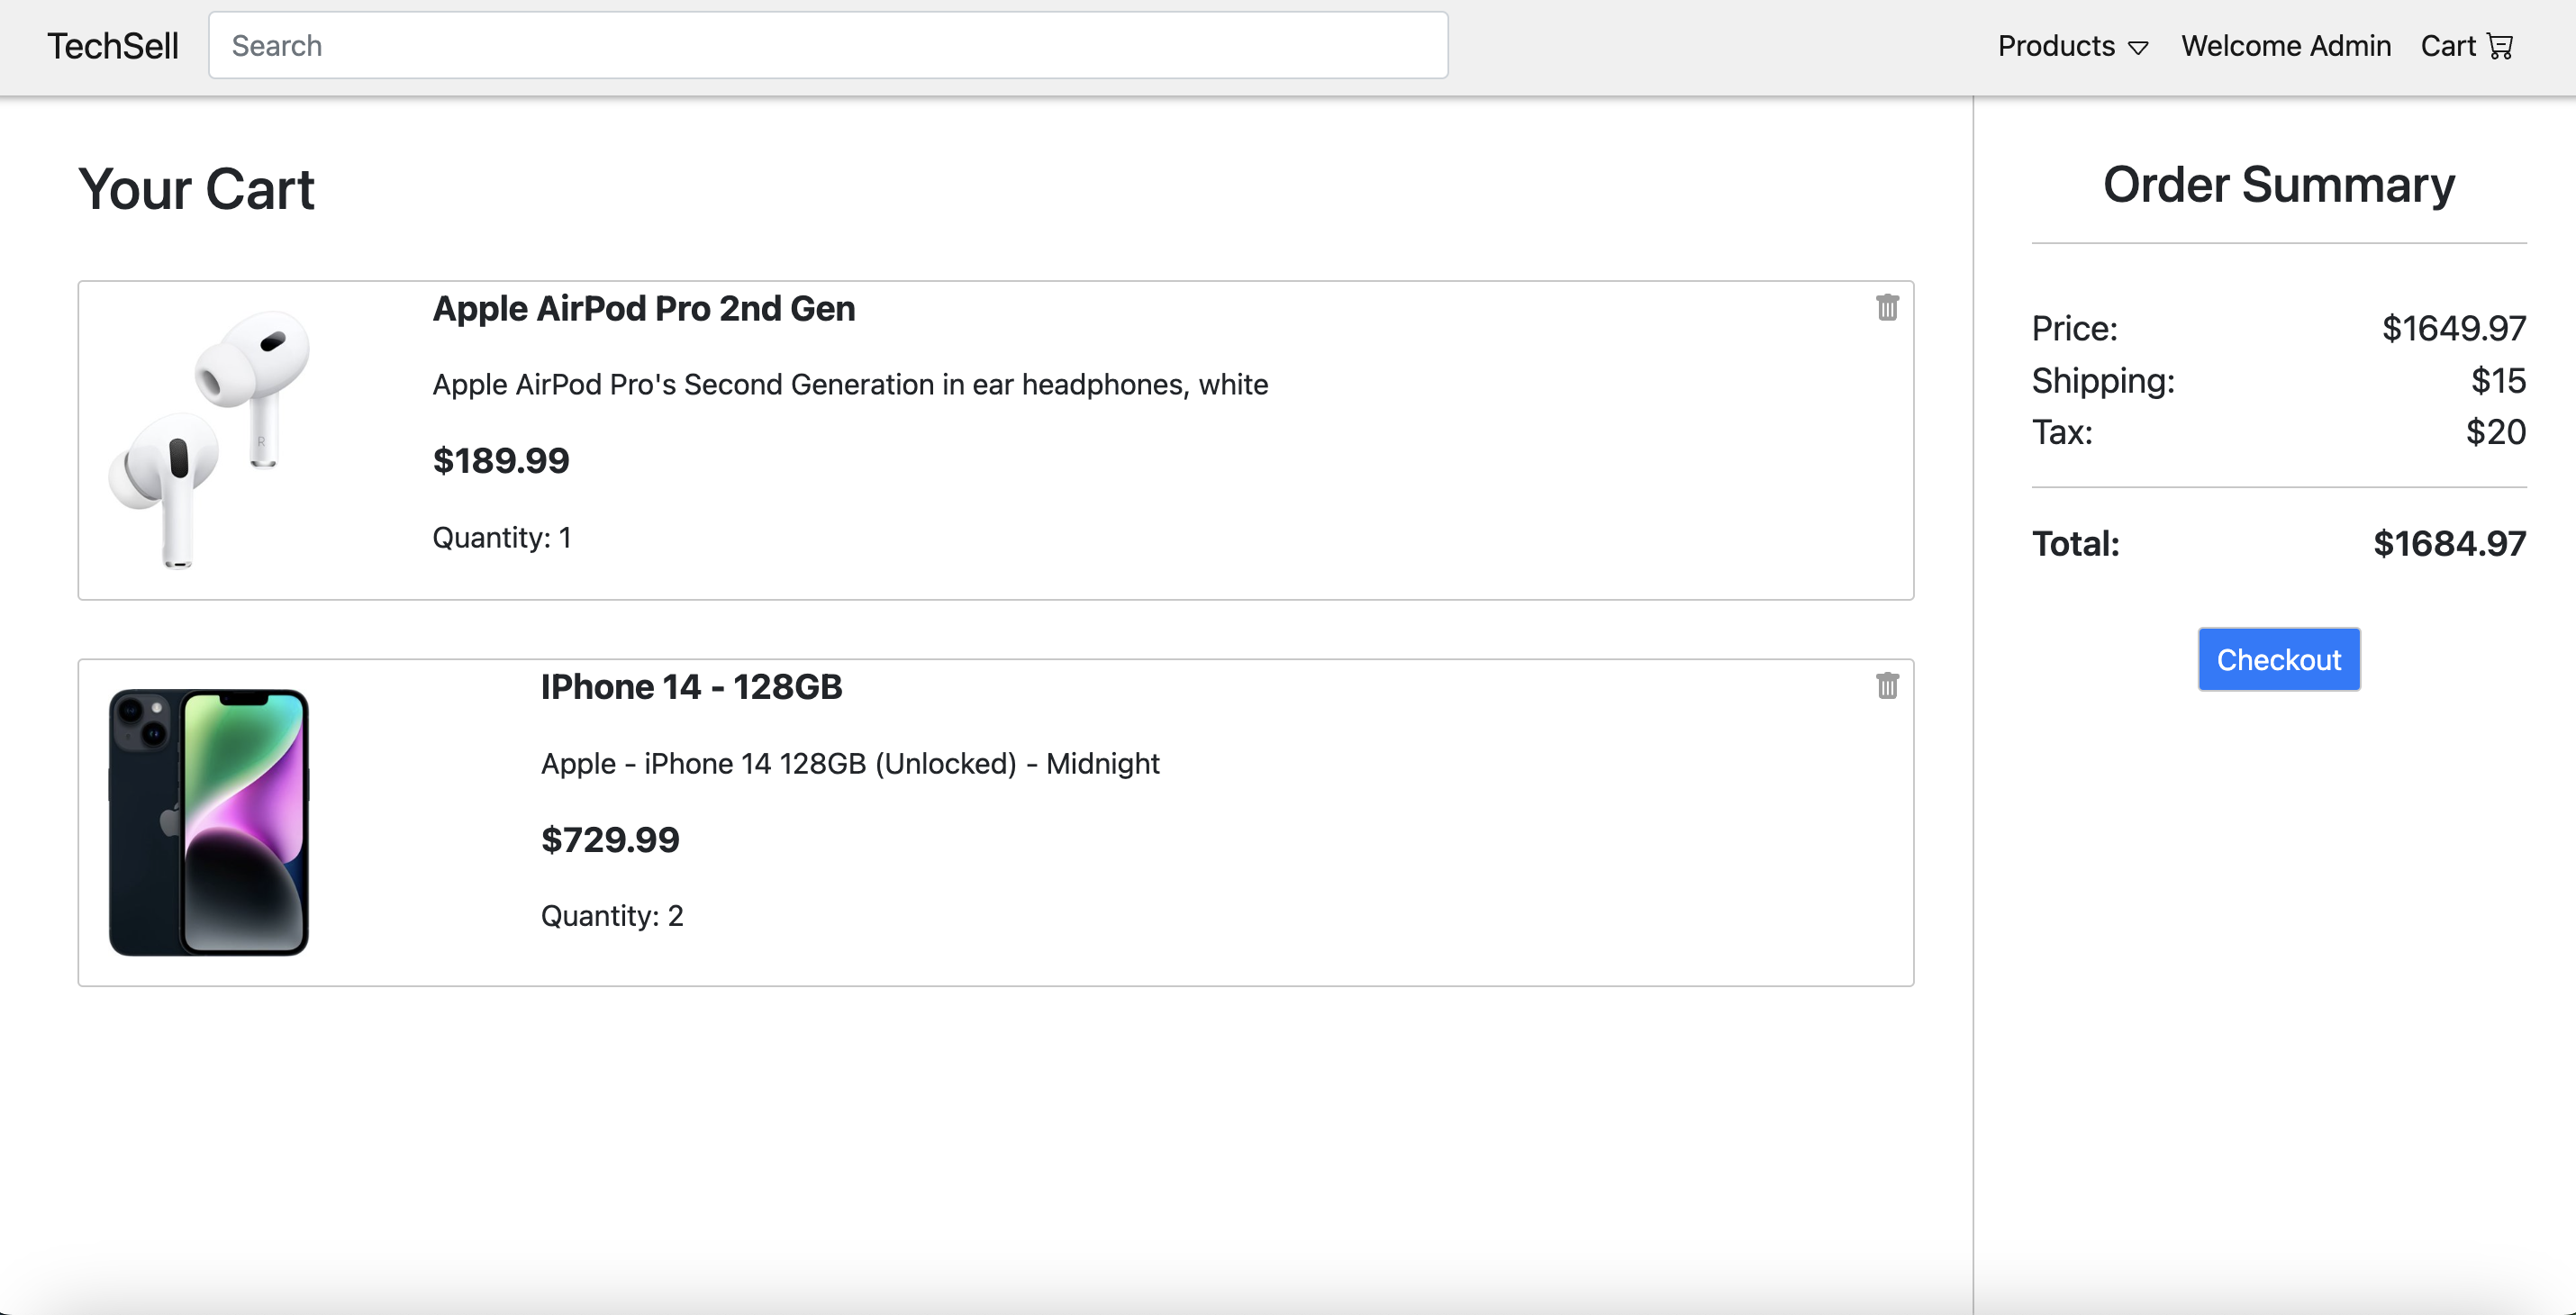 TechSell
Search
Products
Welcome Admin
Cart
Your Cart
Apple AirPod Pro 2nd Gen
Apple AirPod Pro's Second Generation in ear headphones, white
$189.99
Quantity: 1
R
IPhone 14 - 128GB
Apple - iPhone 14 128GB (Unlocked) - Midnight
$729.99
Quantity: 2
Order Summary
Price: $1649.97
Shipping: $15
Tax: $20
Total: $1684.97
Checkout